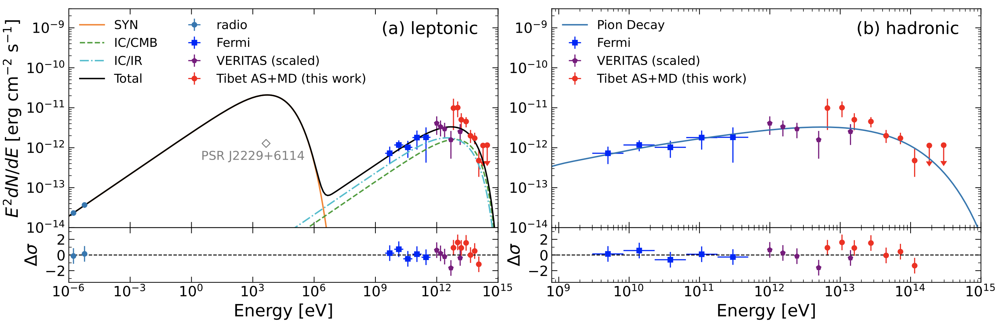 (a) leptonic
SYN
IC/CMB
IC/IR
Total
radio
Fermi
VERITAS (scaled)
Tibet AS+MD (this work)
PSR J2229+6114
E² dN/dE [erg cm⁻² s⁻¹]
10⁻⁹
10⁻¹⁰
10⁻¹¹
10⁻¹²
10⁻¹³
10⁻¹⁴
Δσ
2
0
−2
10⁻⁶ 10⁻³ 10⁰ 10³ 10⁶ 10⁹ 10¹² 10¹⁵
Energy [eV]
(b) hadronic
Pion Decay
Fermi
VERITAS (scaled)
Tibet AS+MD (this work)
10⁻⁹
10⁻¹⁰
10⁻¹¹
10⁻¹²
10⁻¹³
10⁻¹⁴
Δσ
2
0
−2
10⁹ 10¹⁰ 10¹¹ 10¹² 10¹³ 10¹⁴ 10¹⁵
Energy [eV]